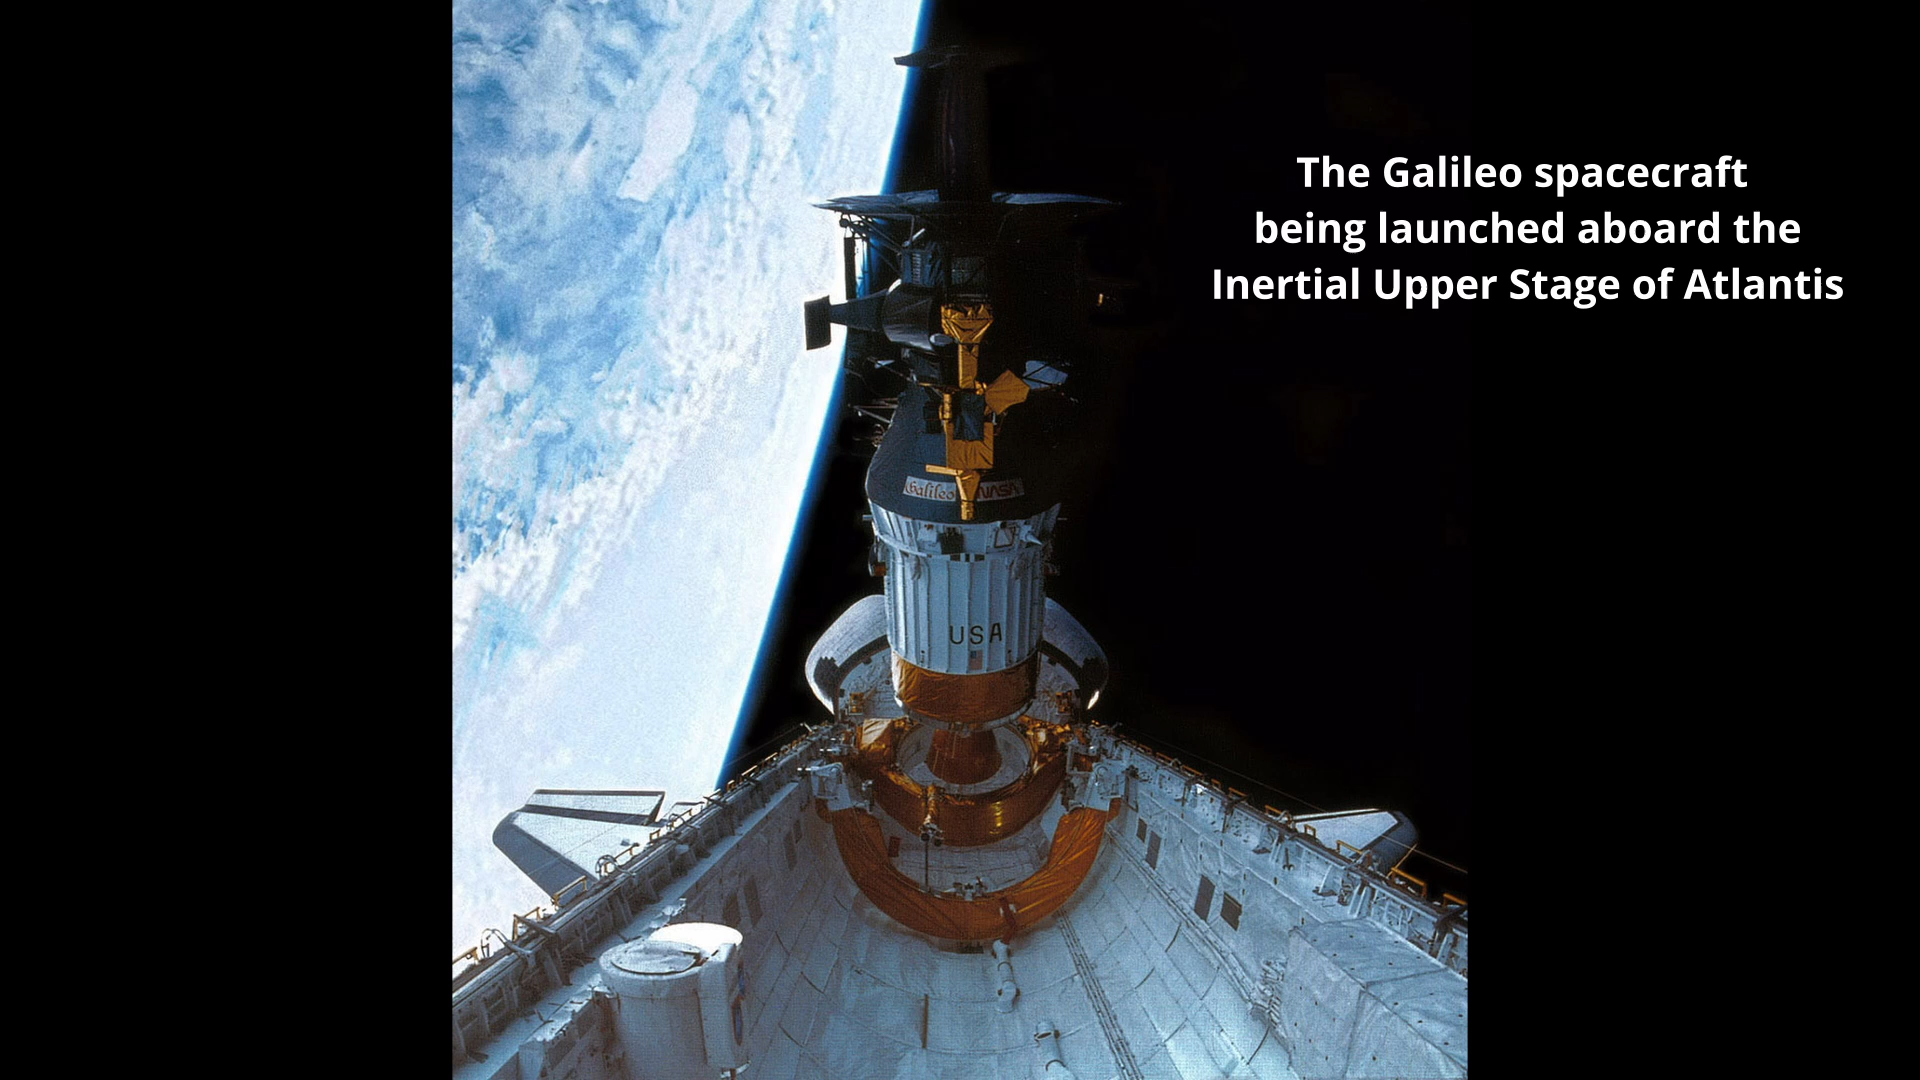 The Galileo spacecraft
being launched aboard the
Inertial Upper Stage of Atlantis
Galileo NASA
USA